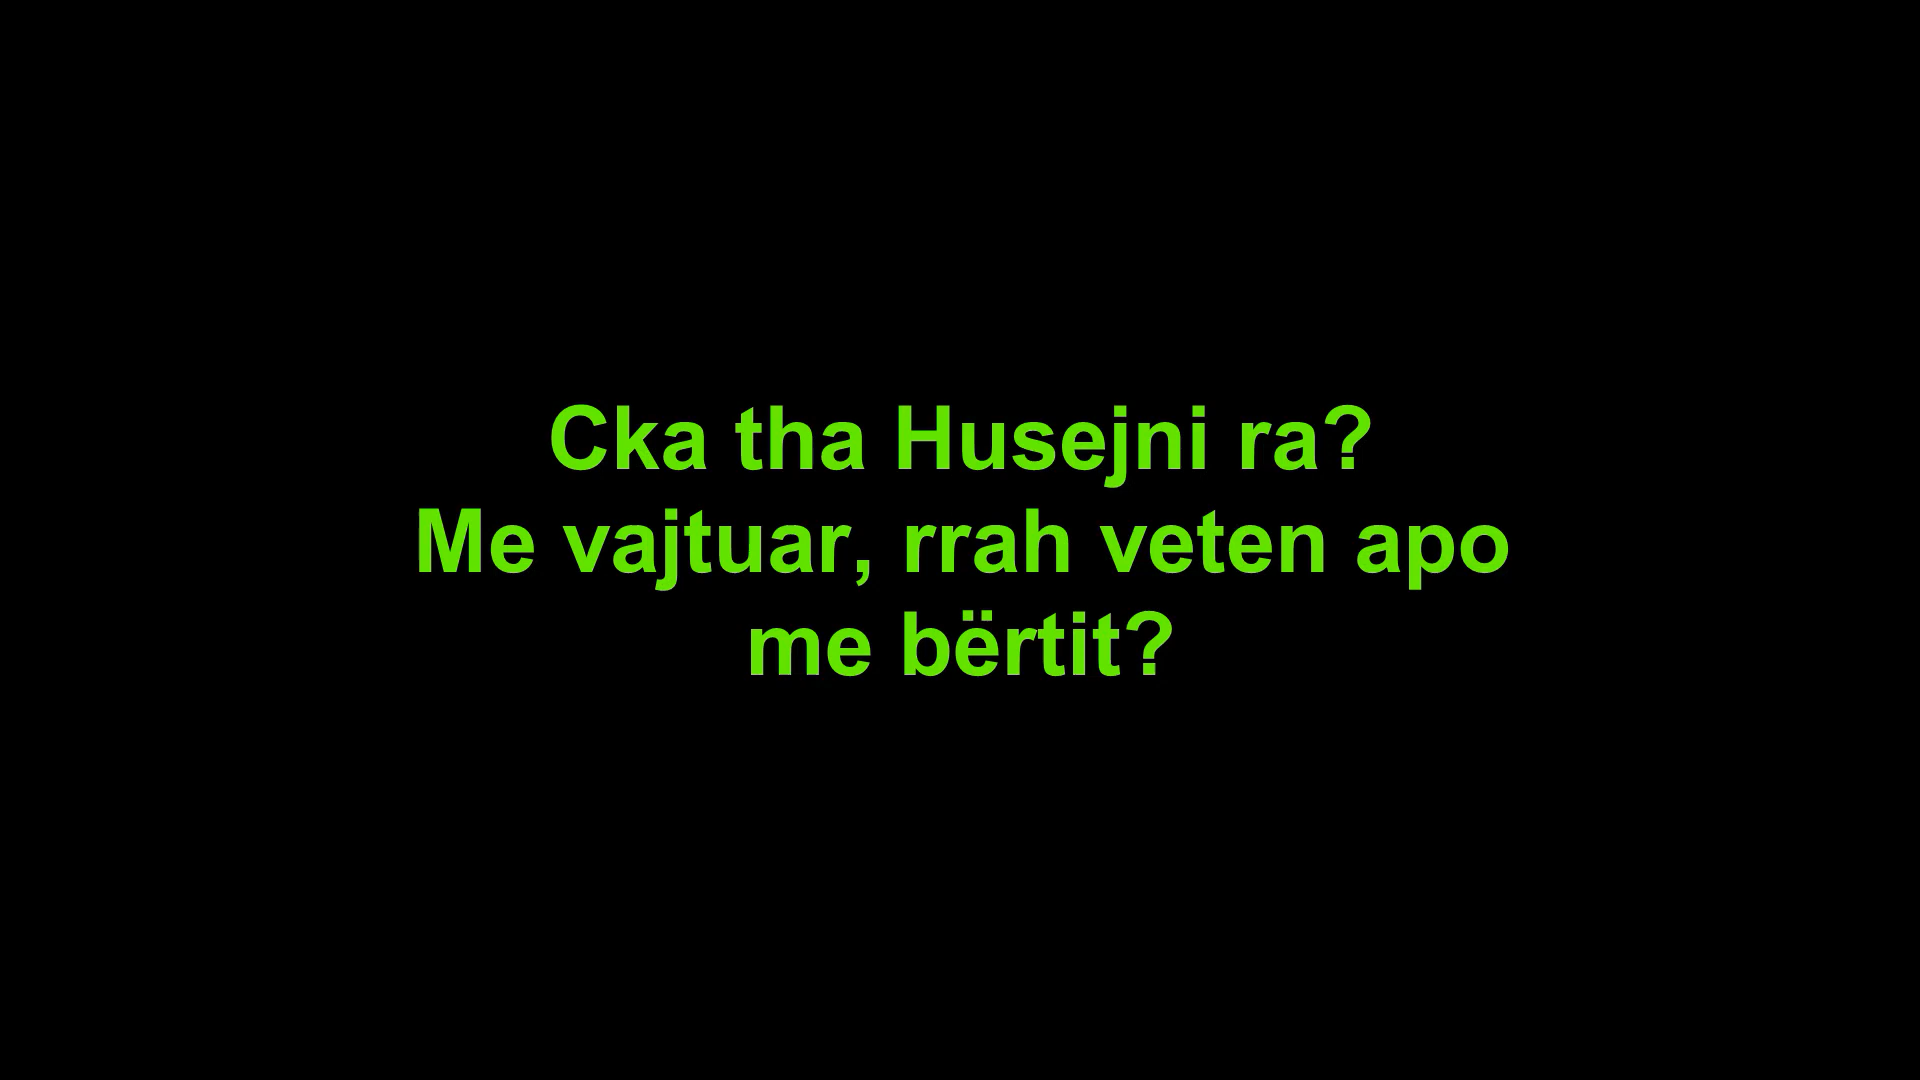 Cka tha Husejni ra?
Me vajtuar, rrah veten apo
me bërtit?